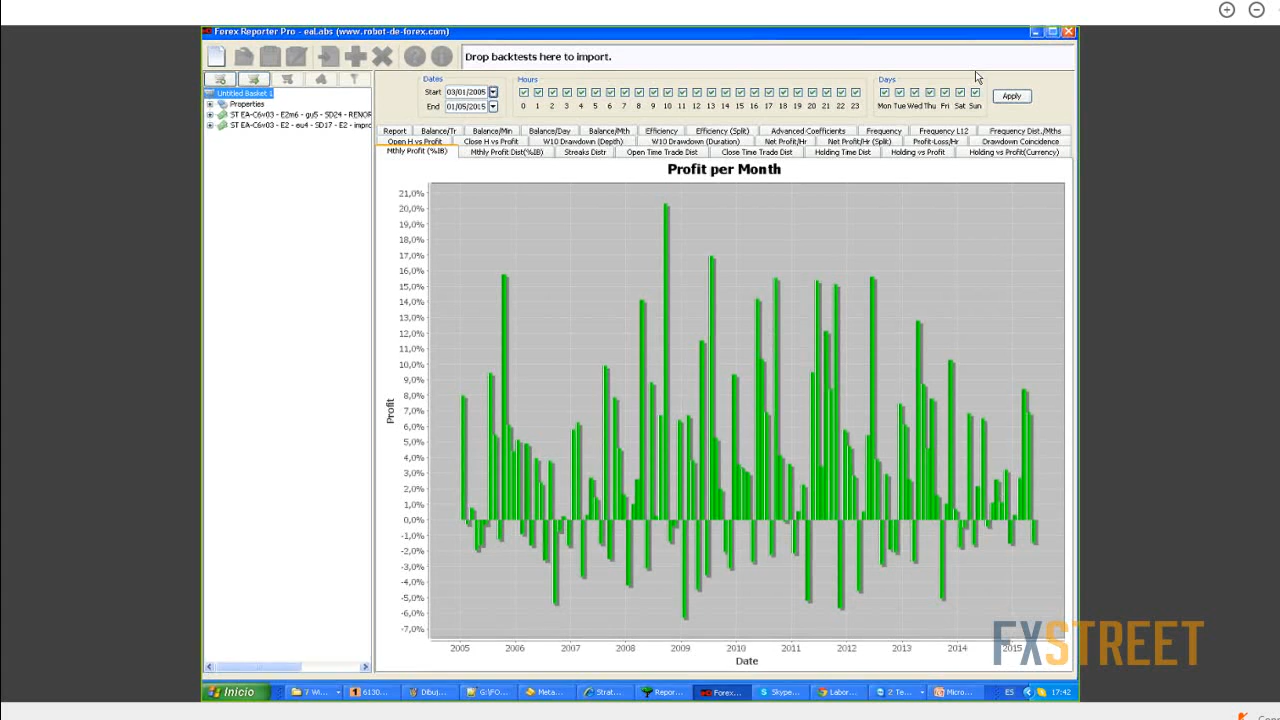 Forex Reporter Pro - eaLabs (www.robot-de-forex.com)
Drop backtests here to import.
Dates
Hours
Days
Start 03/01/2005
End 01/05/2015
0 1 2 3 4 5 6 7 8 9 10 11 12 13 14 15 16 17 18 19 20 21 22 23
Mon Tue Wed Thu Fri Sat Sun
Apply
Untitled Basket 1
Properties
ST EA-C6v03 - E2m6 - gu5 - SD24 - RENOR
ST EA-C6v03 - E2 - eu4 - SD17 - E2 - impro
Report Balance/Tr Balance/Min Balance/Day Balance/Mth Efficiency Efficiency (Split) Advanced Coefficients Frequency Frequency L12 Frequency Dist./Mths
Open H vs Profit Close H vs Profit W10 Drawdown (Depth) W10 Drawdown (Duration) Net Profit/Hr Net Profit/Hr (Split) Profit-Loss/Hr Drawdown Coincidence
Mthly Profit (%IB) Mthly Profit Dist(%IB) Streaks Distr Open Time Trade Dist Close Time Trade Dist Holding Time Dist Holding vs Profit Holding vs Profit(Currency)
Profit per Month
21,0%
20,0%
19,0%
18,0%
17,0%
16,0%
15,0%
14,0%
13,0%
12,0%
11,0%
10,0%
9,0%
8,0%
7,0%
6,0%
5,0%
4,0%
3,0%
2,0%
1,0%
0,0%
-1,0%
-2,0%
-3,0%
-4,0%
-5,0%
-6,0%
-7,0%
Profit
2005 2006 2007 2008 2009 2010 2011 2012 2013 2014 2015
Date
FXSTREET
Inicio 7 Wi... 6130... Dibuj... G:\FO... Meta... Strat... Repor... Forex... Skype... Labor... 2 Te... Micro... ES 17:42